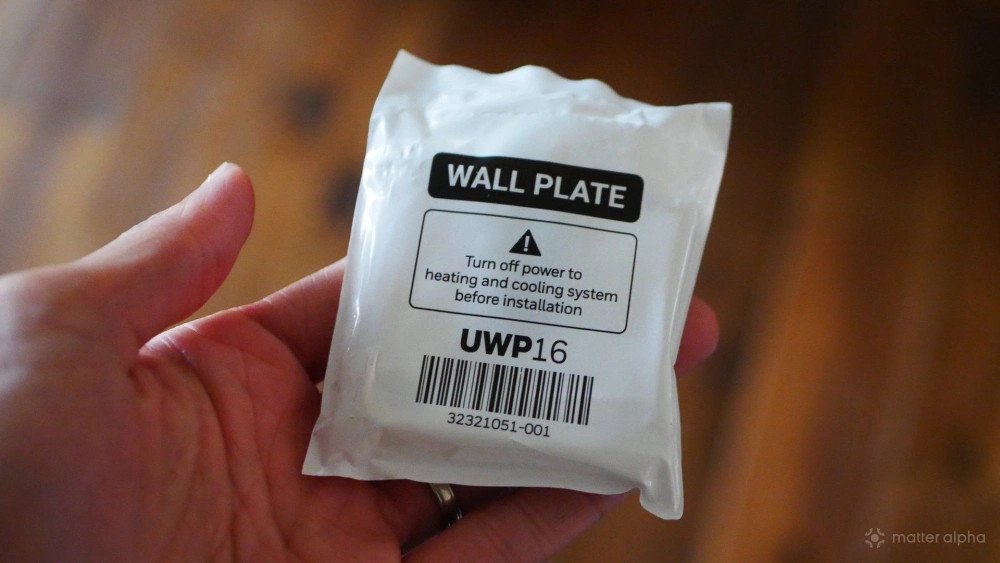 WALL PLATE
Turn off power to
heating and cooling system
before installation
UWP16
32321051-001
matter alpha